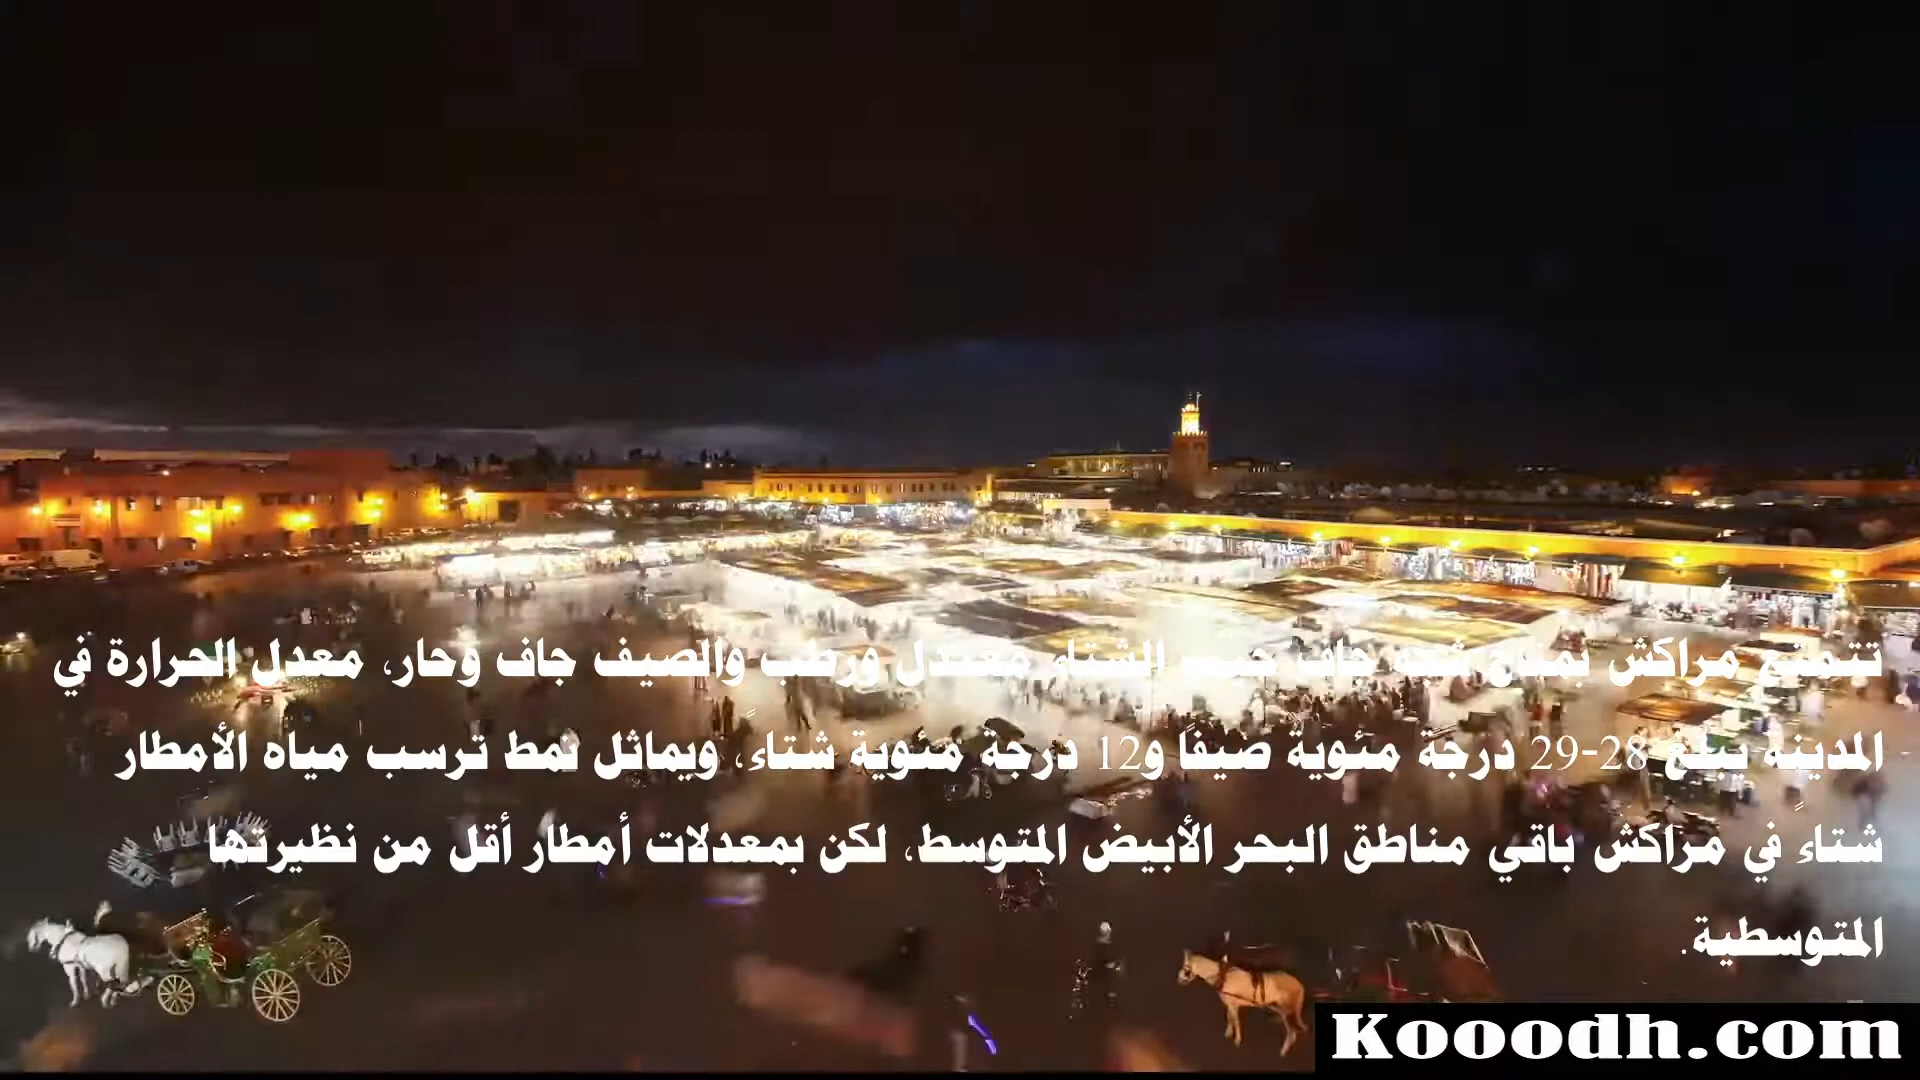 تتمتع مراكش بمناخ شبه جاف حيث الشتاء معتدل ورطب والصيف جاف وحار، معدل الحرارة في
المدينة يبلغ 28-29 درجة مئوية صيفاً و12 درجة مئوية شتاءً، ويماثل نمط ترسب مياه الأمطار
شتاءً في مراكش باقي مناطق البحر الأبيض المتوسط، لكن بمعدلات أمطار أقل من نظيرتها
المتوسطية.
Kooodh.com